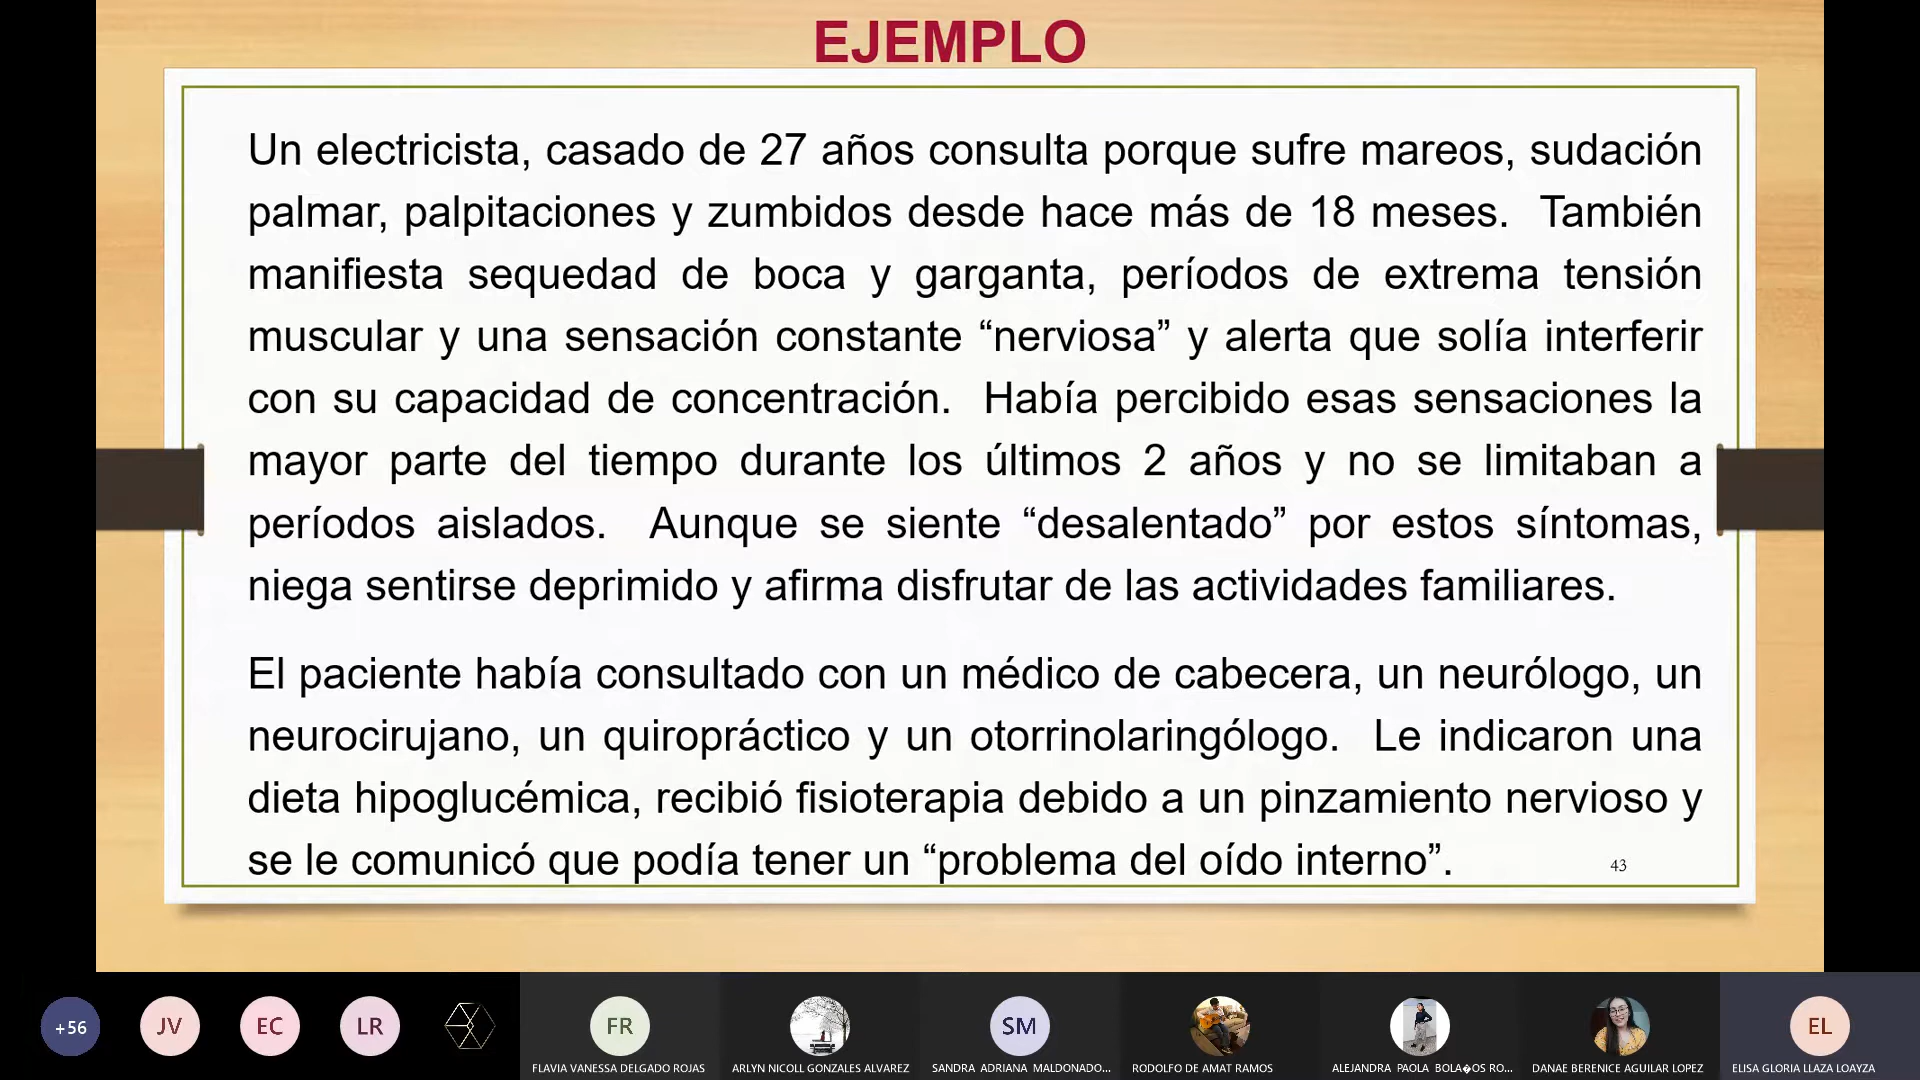 EJEMPLO
Un electricista, casado de 27 años consulta porque sufre mareos, sudación
palmar, palpitaciones y zumbidos desde hace más de 18 meses. También
manifiesta sequedad de boca y garganta, períodos de extrema tensión
muscular y una sensación constante “nerviosa” y alerta que solía interferir
con su capacidad de concentración. Había percibido esas sensaciones la
mayor parte del tiempo durante los últimos 2 años y no se limitaban a
períodos aislados. Aunque se siente “desalentado” por estos síntomas,
niega sentirse deprimido y afirma disfrutar de las actividades familiares.
El paciente había consultado con un médico de cabecera, un neurólogo, un
neurocirujano, un quiropráctico y un otorrinolaringólogo. Le indicaron una
dieta hipoglucémica, recibió fisioterapia debido a un pinzamiento nervioso y
se le comunicó que podía tener un “problema del oído interno”.
43
+56
JV
EC
LR
FR
SM
EL
FLAVIA VANESSA DELGADO ROJAS
ARLYN NICOLL GONZALES ALVAREZ
SANDRA ADRIANA MALDONADO...
RODOLFO DE AMAT RAMOS
ALEJANDRA PAOLA BOLA�OS RO...
DANAE BERENICE AGUILAR LOPEZ
ELISA GLORIA LLAZA LOAYZA